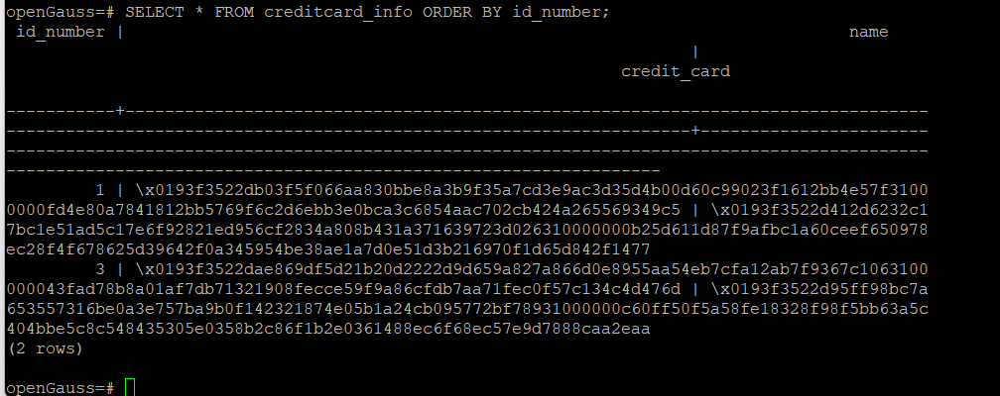 openGauss=# SELECT * FROM creditcard_info ORDER BY id_number;
 id_number |                                                                                name
                                                                           |
                                                                    credit_card
-----------+---------------------------------------------------------------------------------------
--------------------------------------------------------------------------+------------------------
---------------------------------------------------------------------------------------------------
-----------------------------------------------------------------------
         1 | \x0193f3522db03f5f066aa830bbe8a3b9f35a7cd3e9ac3d35d4b00d60c99023f1612bb4e57f3100
0000fd4e80a7841812bb5769f6c2d6ebb3e0bca3c6854aac702cb424a265569349c5 | \x0193f3522d412d6232c1
7bc1e51ad5c17e6f92821ed956cf2834a808b431a371639723d026310000000b25d611d87f9afbc1a60ceef650978
ec28f4f678625d39642f0a345954be38ae1a7d0e51d3b216970f1d65d842f1477
         3 | \x0193f3522dae869df5d21b20d2222d9d659a827a866d0e8955aa54eb7cfa12ab7f9367c1063100
000043fad78b8a01af7db71321908fecce59f9a86cfdb7aa71fec0f57c134c4d476d | \x0193f3522d95ff98bc7a
653557316be0a3e757ba9b0f142321874e05b1a24cb095772bf78931000000c60ff50f5a58fe18328f98f5bb63a5c
404bbe5c8c548435305e0358b2c86f1b2e0361488ec6f68ec57e9d7888caa2eaa
(2 rows)
openGauss=#